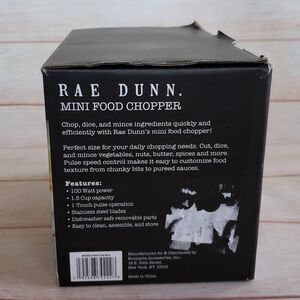 RAE DUNN.
MINI FOOD CHOPPER
Chop, dice, and mince ingredients quickly and
efficiently with Rae Dunn's mini food chopper!
Perfect size for your daily chopping needs. Cut, dice,
and mince vegetables, nuts, butter, spices and more.
Pulse speed control makes it easy to customize food
texture from chunky bits to pureed sauces.
Features:
• 100 Watt power
• 1.5 Cup capacity
• 1-Touch pulse operation
• Stainless steel blades
• Dishwasher safe removable parts
• Easy to clean, assemble, and store
Manufactured for & Distributed by
Enchante Accessories, Inc.
New York, NY 10016
Made in China